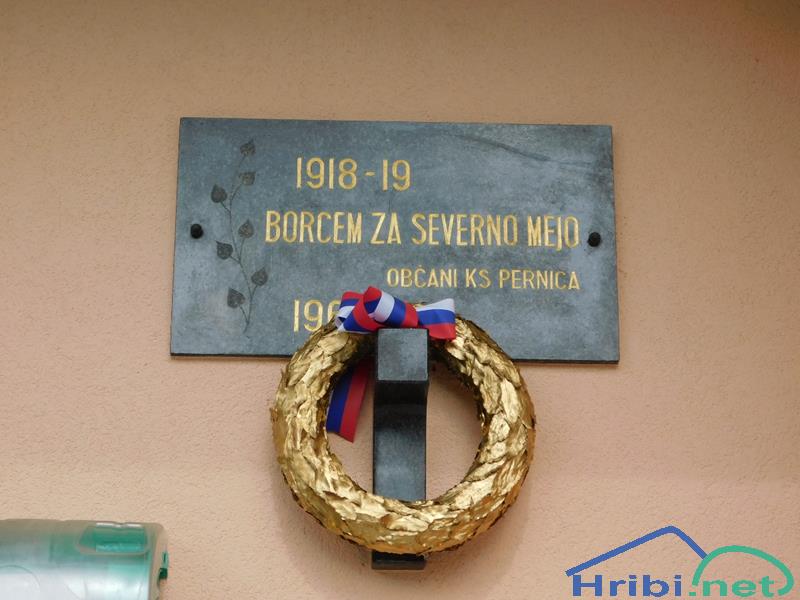 1918-19
BORCEM ZA SEVERNO MEJO
OBČANI KS PERNICA
Hribi.net